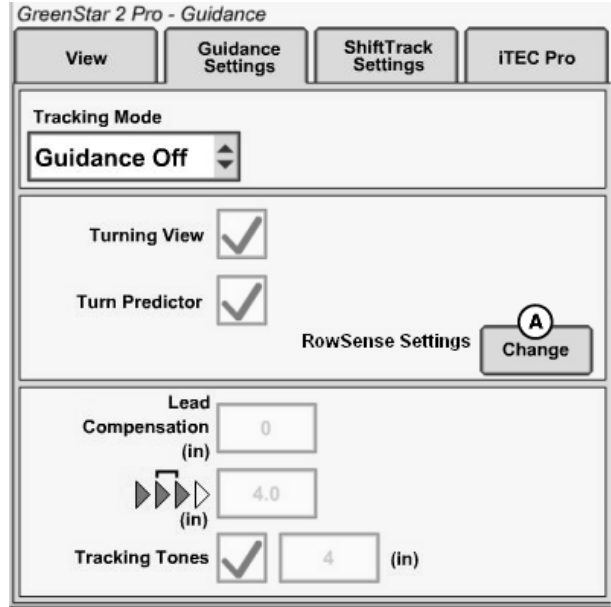 GreenStar 2 Pro - Guidance
View
Guidance
Settings
ShiftTrack
Settings
iTEC Pro
Tracking Mode
Guidance Off
Turning View
Turn Predictor
A
RowSense Settings
Change
Lead
Compensation
(in)
0
4.0
(in)
Tracking Tones
4
(in)